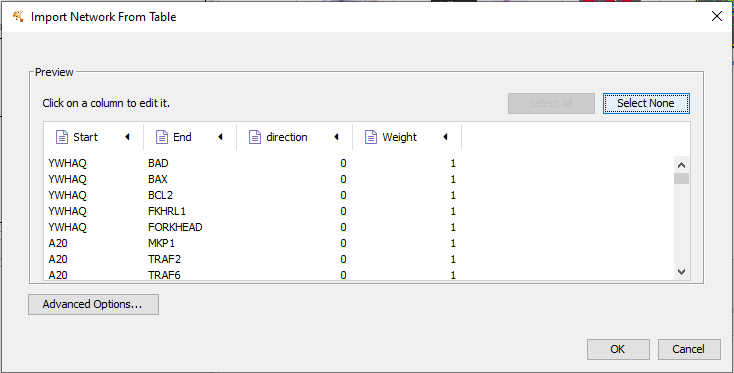 Import Network From Table
Preview
Click on a column to edit it.
Select All
Select None
Start End direction Weight
YWHAQ BAD 0 1
YWHAQ BAX 0 1
YWHAQ BCL2 0 1
YWHAQ FKHRL1 0 1
YWHAQ FORKHEAD 0 1
A20 MKP1 0 1
A20 TRAF2 0 1
A20 TRAF6 0 1
Advanced Options...
OK Cancel